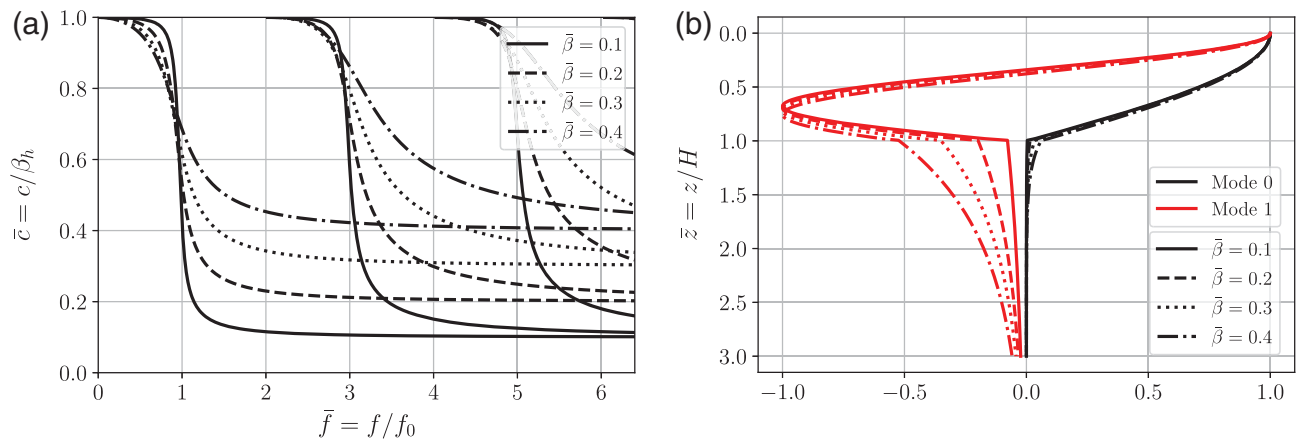 (a)
1.0
0.8
0.6
0.4
0.2
0.0
c̄ = c/β_h
0 1 2 3 4 5 6
f̄ = f/f_0
β̄ = 0.1
β̄ = 0.2
β̄ = 0.3
β̄ = 0.4
(b)
0.0
0.5
1.0
1.5
2.0
2.5
3.0
z̄ = z/H
−1.0 −0.5 0.0 0.5 1.0
Mode 0
Mode 1
β̄ = 0.1
β̄ = 0.2
β̄ = 0.3
β̄ = 0.4